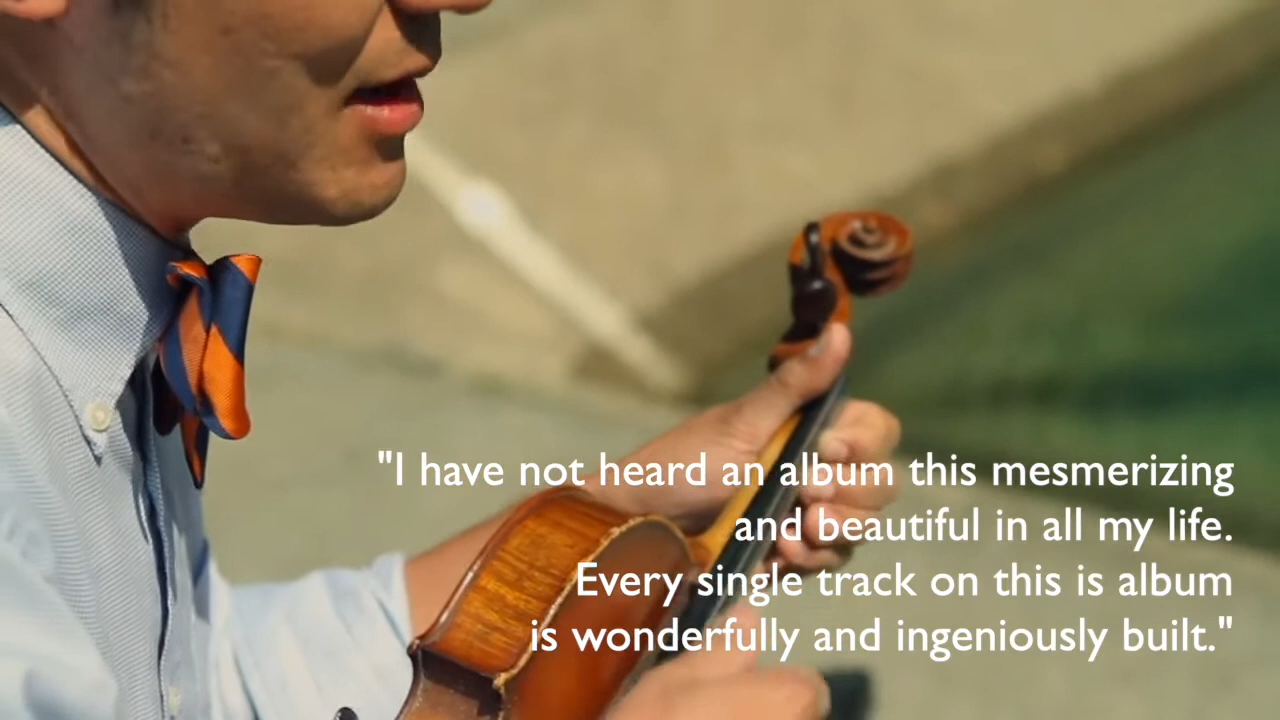 "I have not heard an album this mesmerizing
and beautiful in all my life.
Every single track on this is album
is wonderfully and ingeniously built."